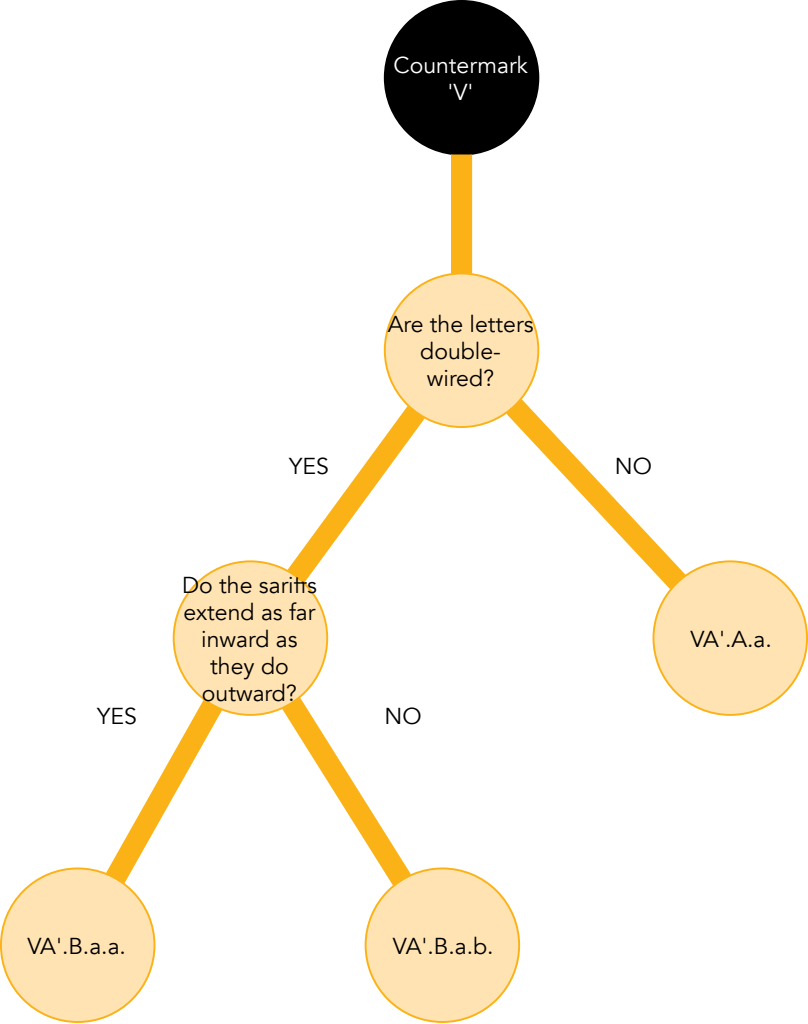 Countermark
'V'
Are the letters
double-
wired?
YES
NO
Do the sariffs
extend as far
inward as
they do
outward?
VA'.A.a.
YES
NO
VA'.B.a.a.
VA'.B.a.b.